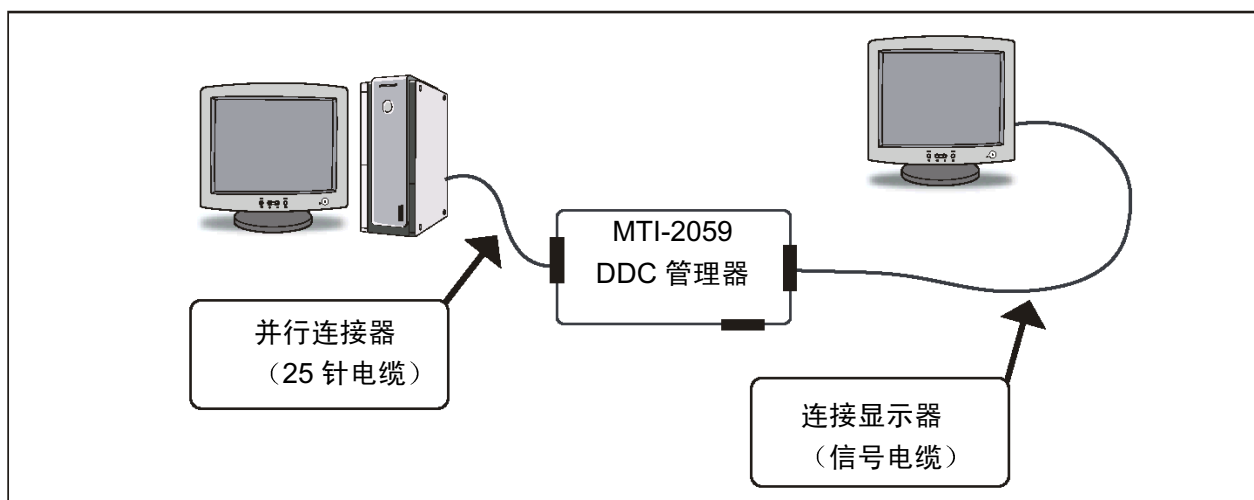 MTI-2059
DDC 管理器
并行连接器
（25 针电缆）
连接显示器
（信号电缆）